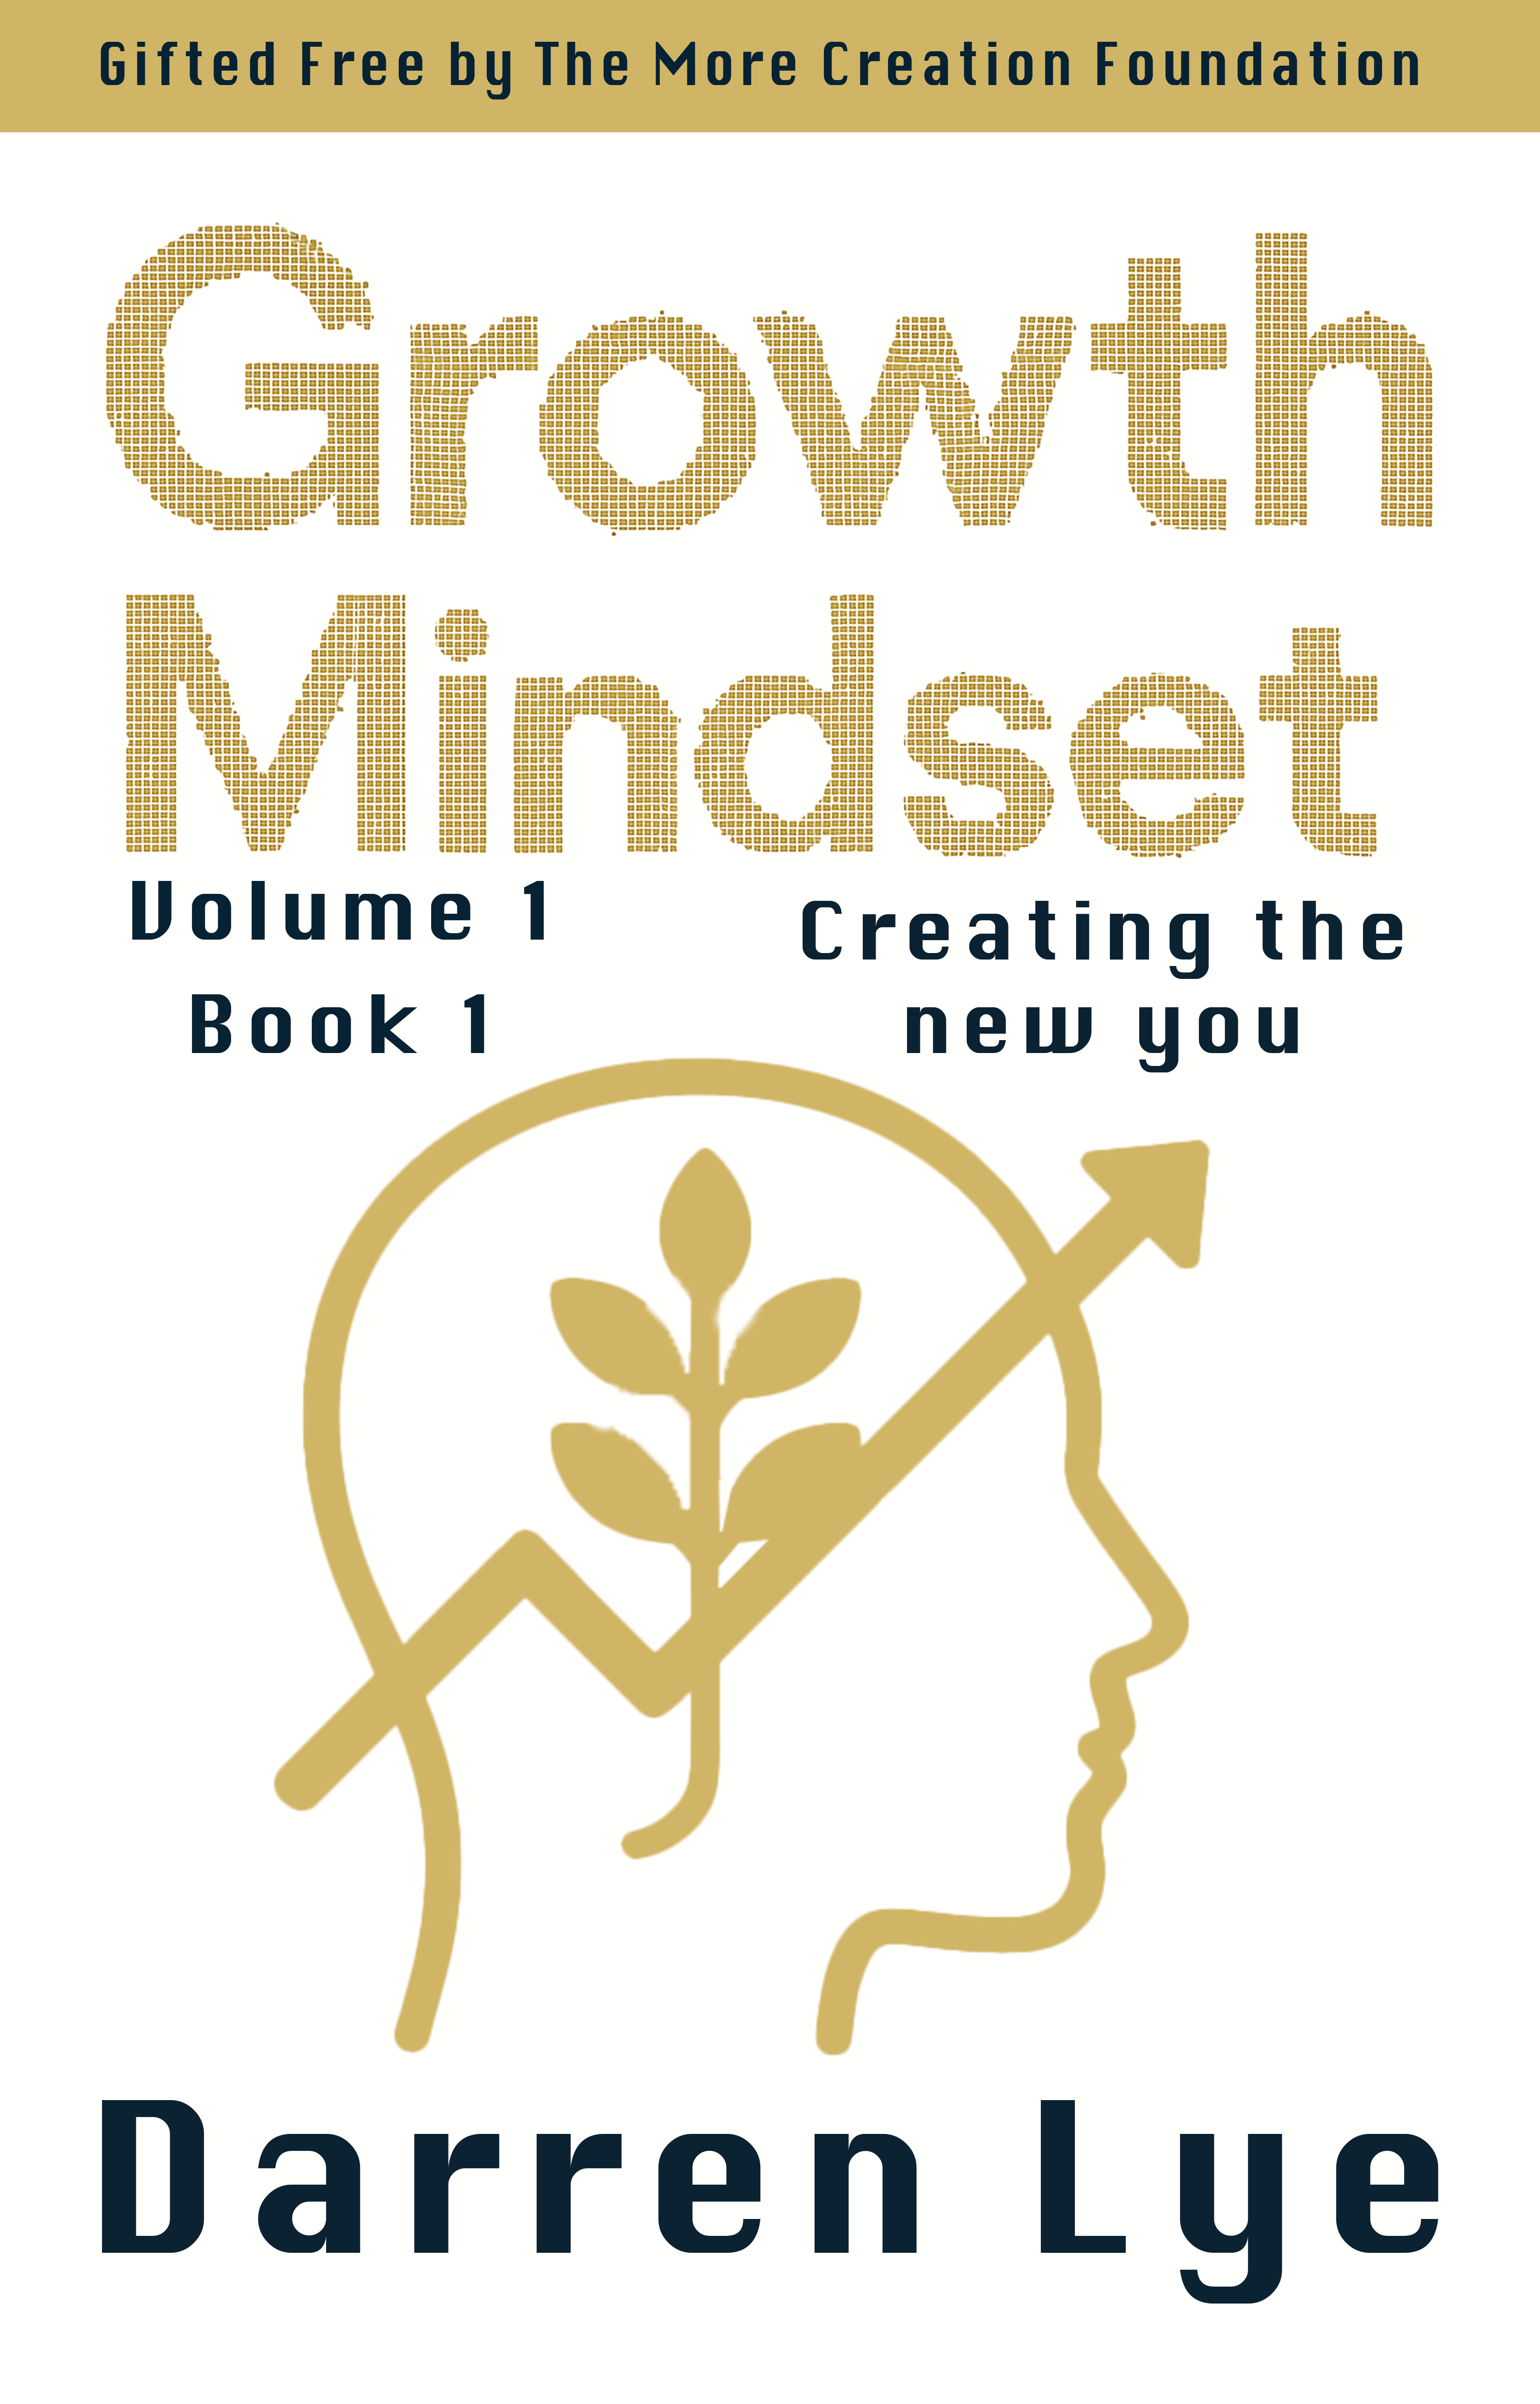 Gifted Free by The More Creation Foundation
Growth
Mindset
Volume 1
Book 1
Creating the
new you
Darren Lye